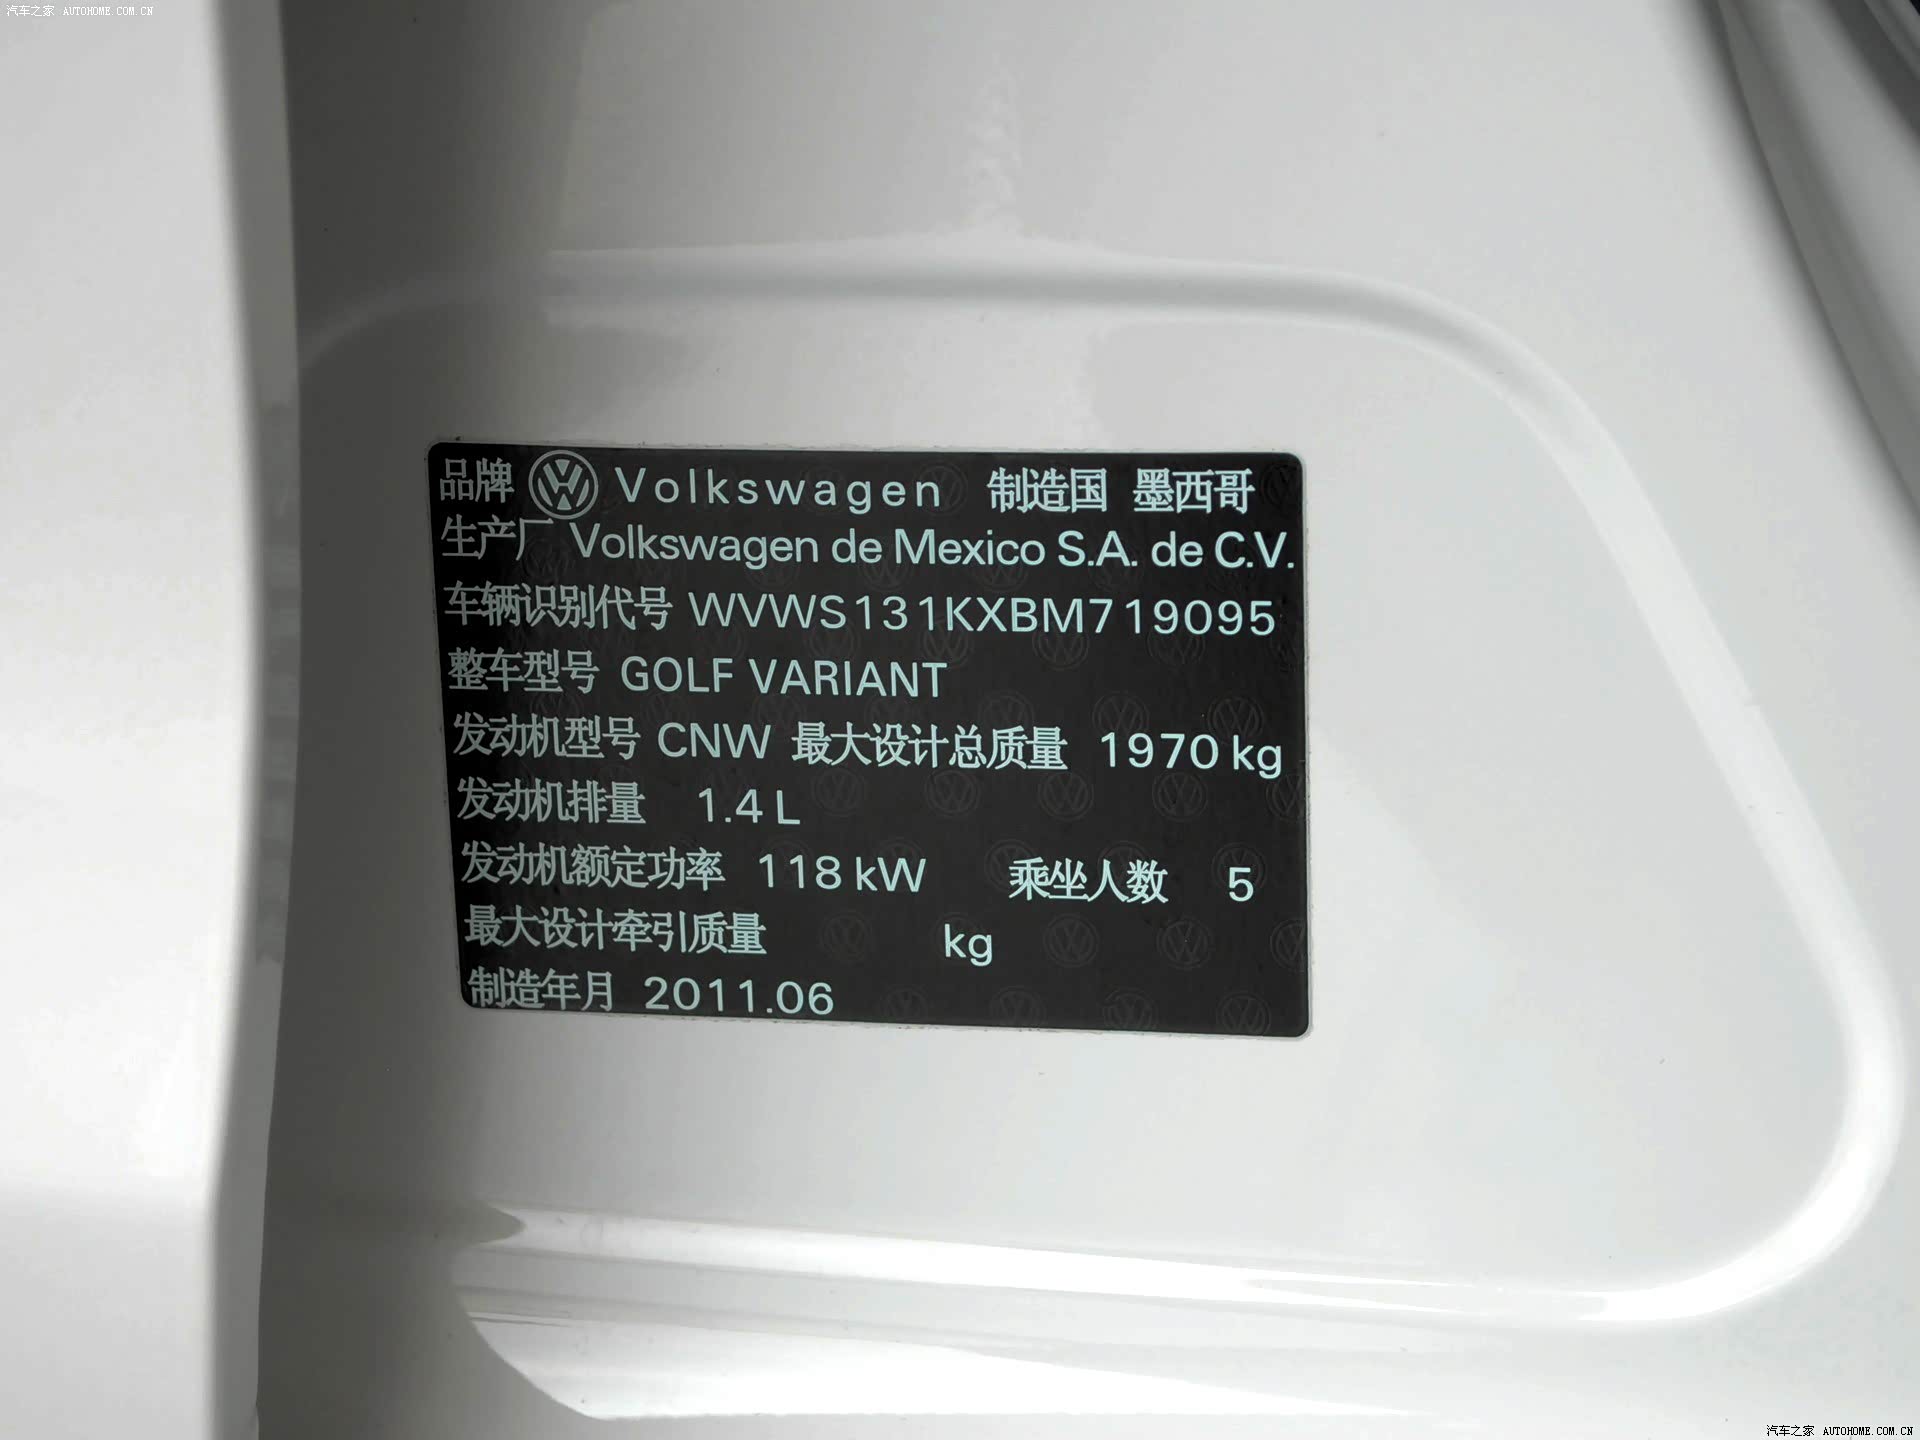 汽车之家 AUTOHOME.COM.CN
品牌 Volkswagen 制造国 墨西哥
生产厂 Volkswagen de Mexico S.A. de C.V.
车辆识别代号 WVWS131KXBM719095
整车型号 GOLF VARIANT
发动机型号 CNW 最大设计总质量 1970 kg
发动机排量 1.4 L
发动机额定功率 118 kW 乘坐人数 5
最大设计牵引质量 kg
制造年月 2011.06
汽车之家 AUTOHOME.COM.CN